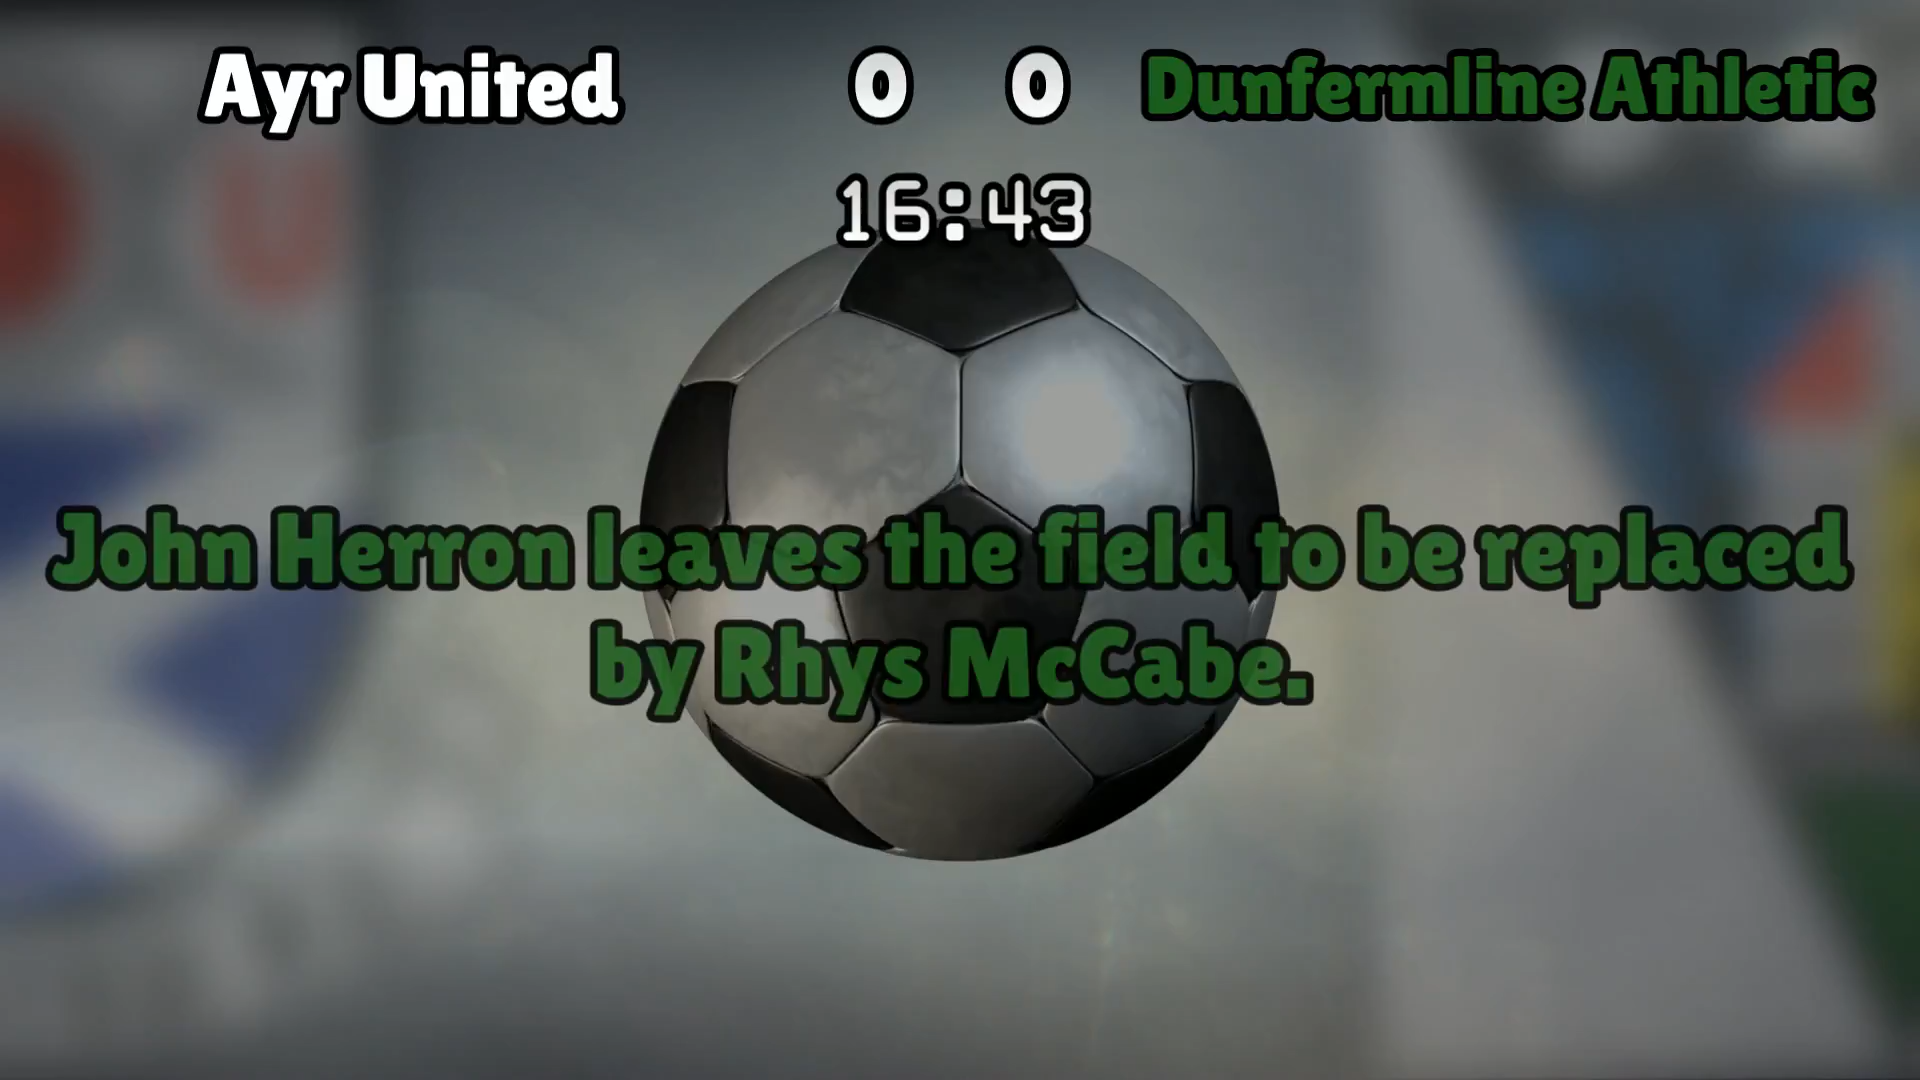 Ayr United 0 0 Dunfermline Athletic
16:43
John Herron leaves the field to be replaced
by Rhys McCabe.